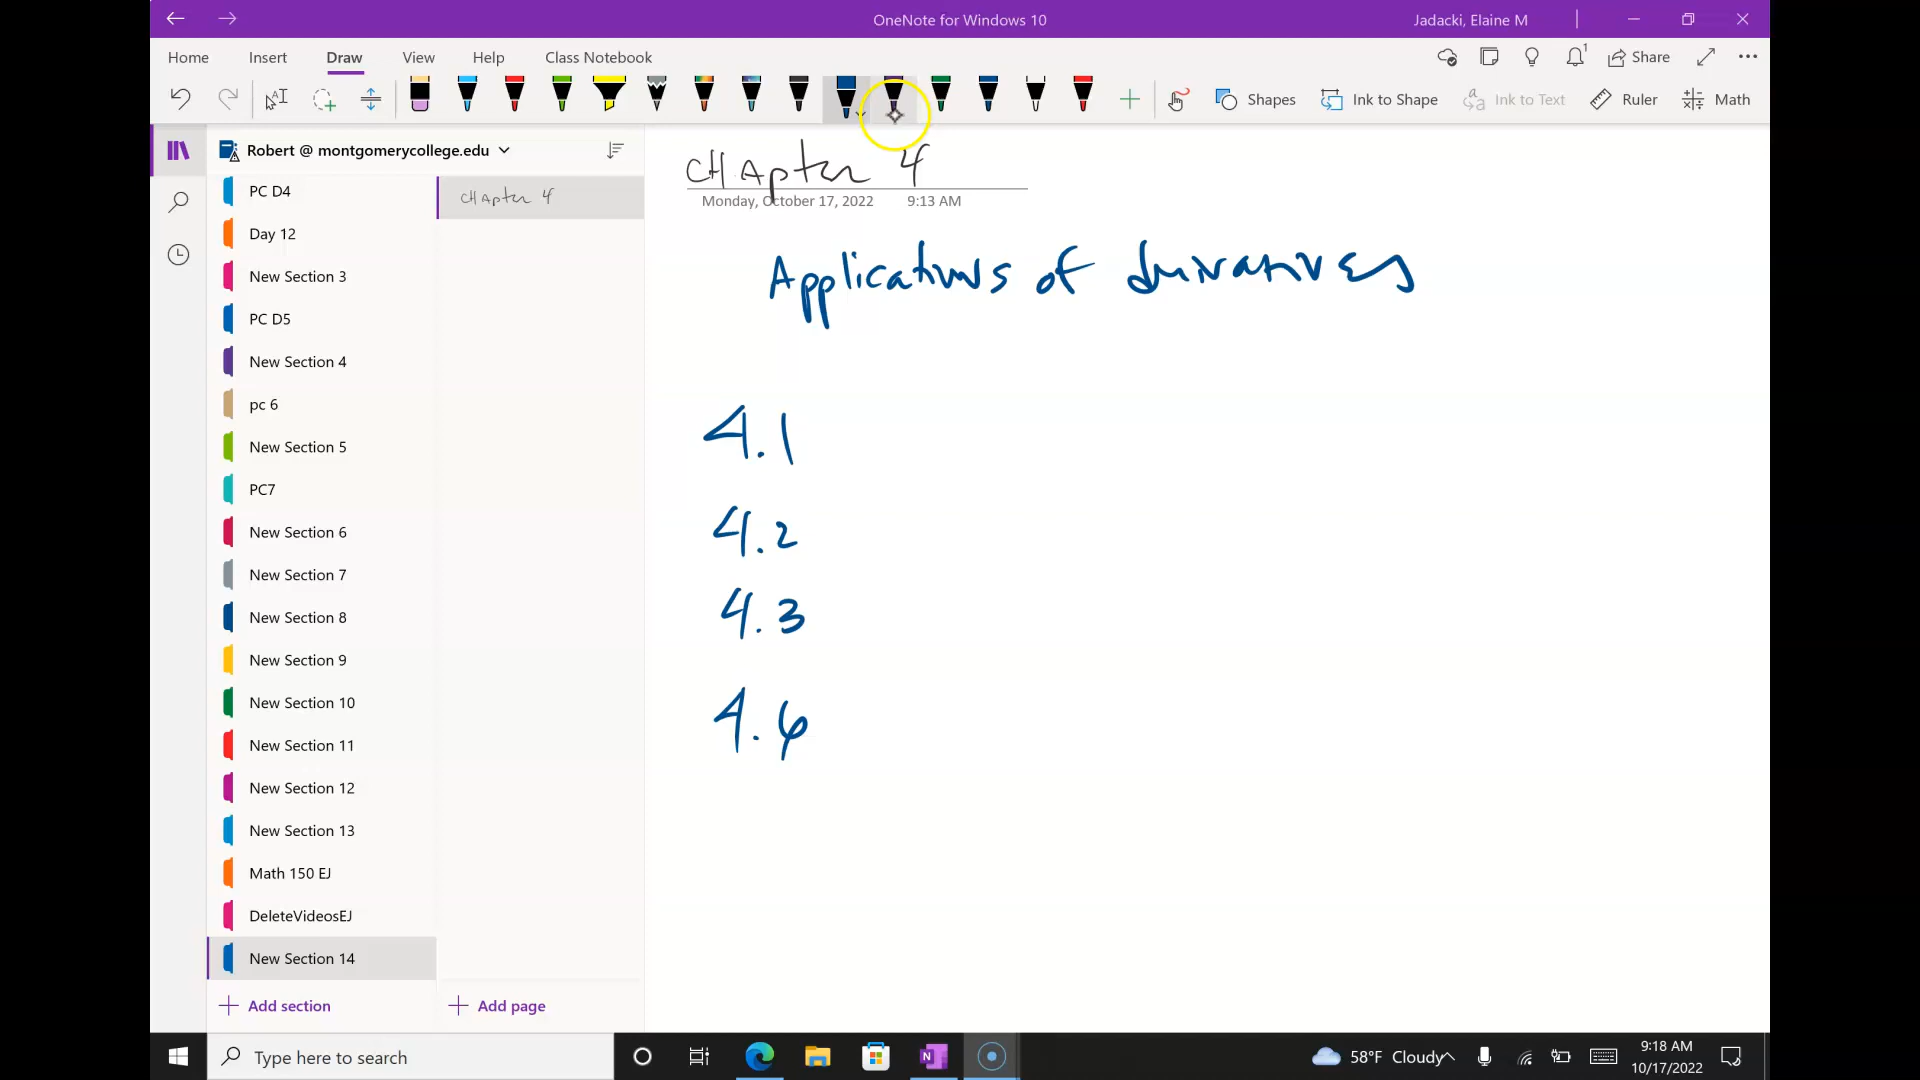 OneNote for Windows 10
Jadacki, Elaine M
Home Insert Draw View Help Class Notebook
1
Share
Shapes Ink to Shape Ink to Text Ruler Math
Robert @ montgomerycollege.edu
PC D4
Day 12
New Section 3
PC D5
New Section 4
pc 6
New Section 5
PC7
New Section 6
New Section 7
New Section 8
New Section 9
New Section 10
New Section 11
New Section 12
New Section 13
Math 150 EJ
DeleteVideosEJ
New Section 14
Add section
CHApter 4
Add page
CHApter 4
Monday, October 17, 2022 9:13 AM
Applications of derivatives
4.1
4.2
4.3
4.6
Type here to search
N
58°F Cloudy
9:18 AM
10/17/2022